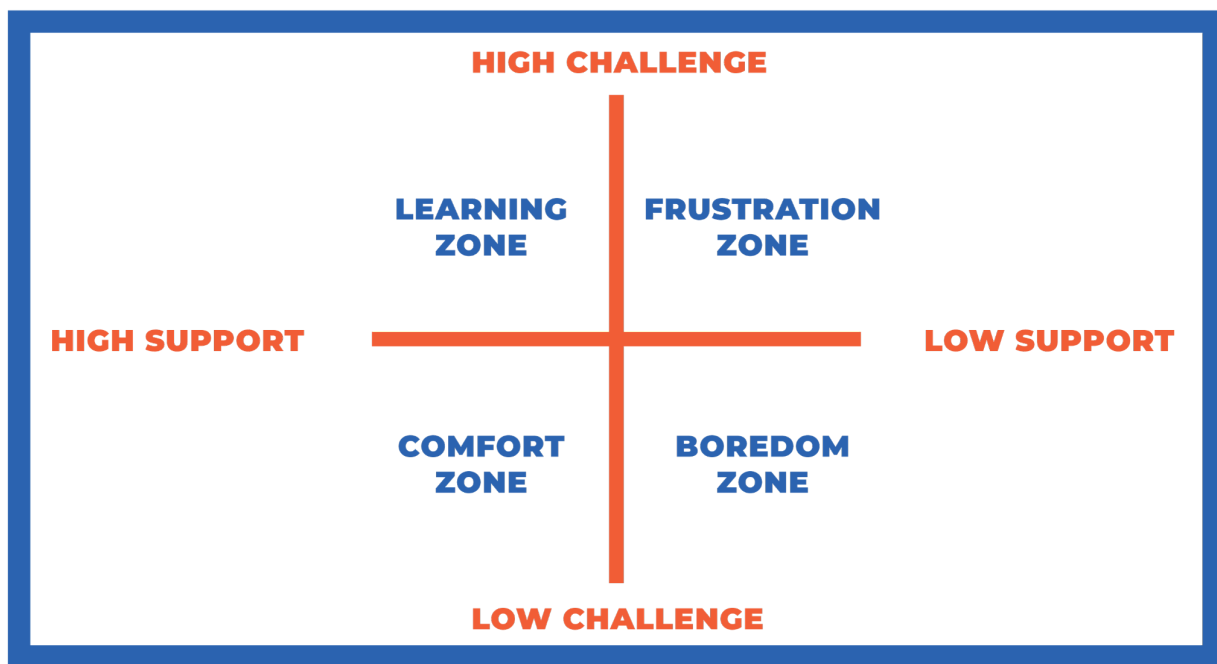 HIGH CHALLENGE
LEARNING
ZONE
FRUSTRATION
ZONE
HIGH SUPPORT
LOW SUPPORT
COMFORT
ZONE
BOREDOM
ZONE
LOW CHALLENGE